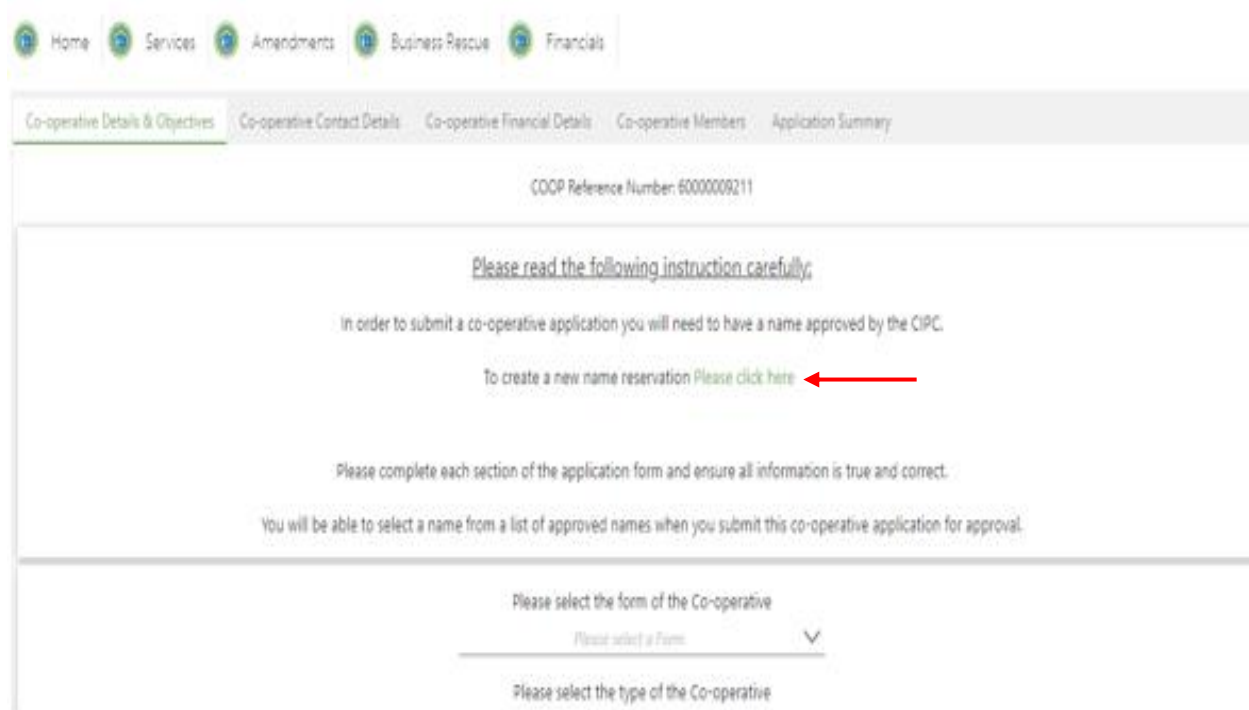 Home Services Amendments Business Rescue Financials
Co-operative Details & Objectives Co-operative Contact Details Co-operative Financial Details Co-operative Members Application Summary
COOP Reference Number: 60000009211
Please read the following instruction carefully:
In order to submit a co-operative application you will need to have a name approved by the CIPC.
To create a new name reservation Please click here
Please complete each section of the application form and ensure all information is true and correct.
You will be able to select a name from a list of approved names when you submit this co-operative application for approval.
Please select the form of the Co-operative
Please select a Form
Please select the type of the Co-operative